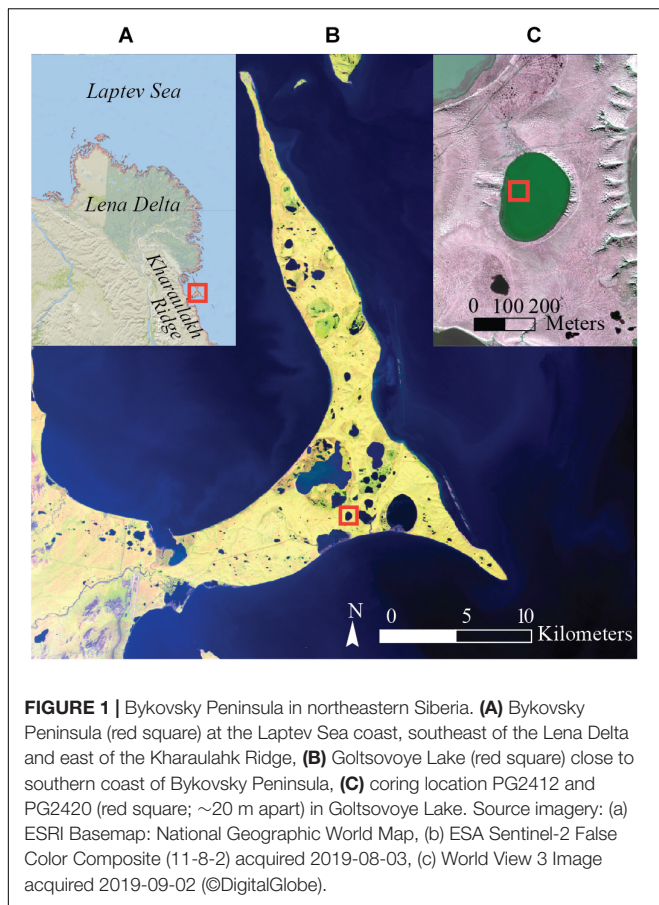 A
B
C
Laptev Sea
Lena Delta
Kharaulakh
Ridge
0 100 200
Meters
N
0 5 10
Kilometers
FIGURE 1 | Bykovsky Peninsula in northeastern Siberia. (A) Bykovsky
Peninsula (red square) at the Laptev Sea coast, southeast of the Lena Delta
and east of the Kharaulahk Ridge, (B) Goltsovoye Lake (red square) close to
southern coast of Bykovsky Peninsula, (C) coring location PG2412 and
PG2420 (red square; ~20 m apart) in Goltsovoye Lake. Source imagery: (a)
ESRI Basemap: National Geographic World Map, (b) ESA Sentinel-2 False
Color Composite (11-8-2) acquired 2019-08-03, (c) World View 3 Image
acquired 2019-09-02 (©DigitalGlobe).